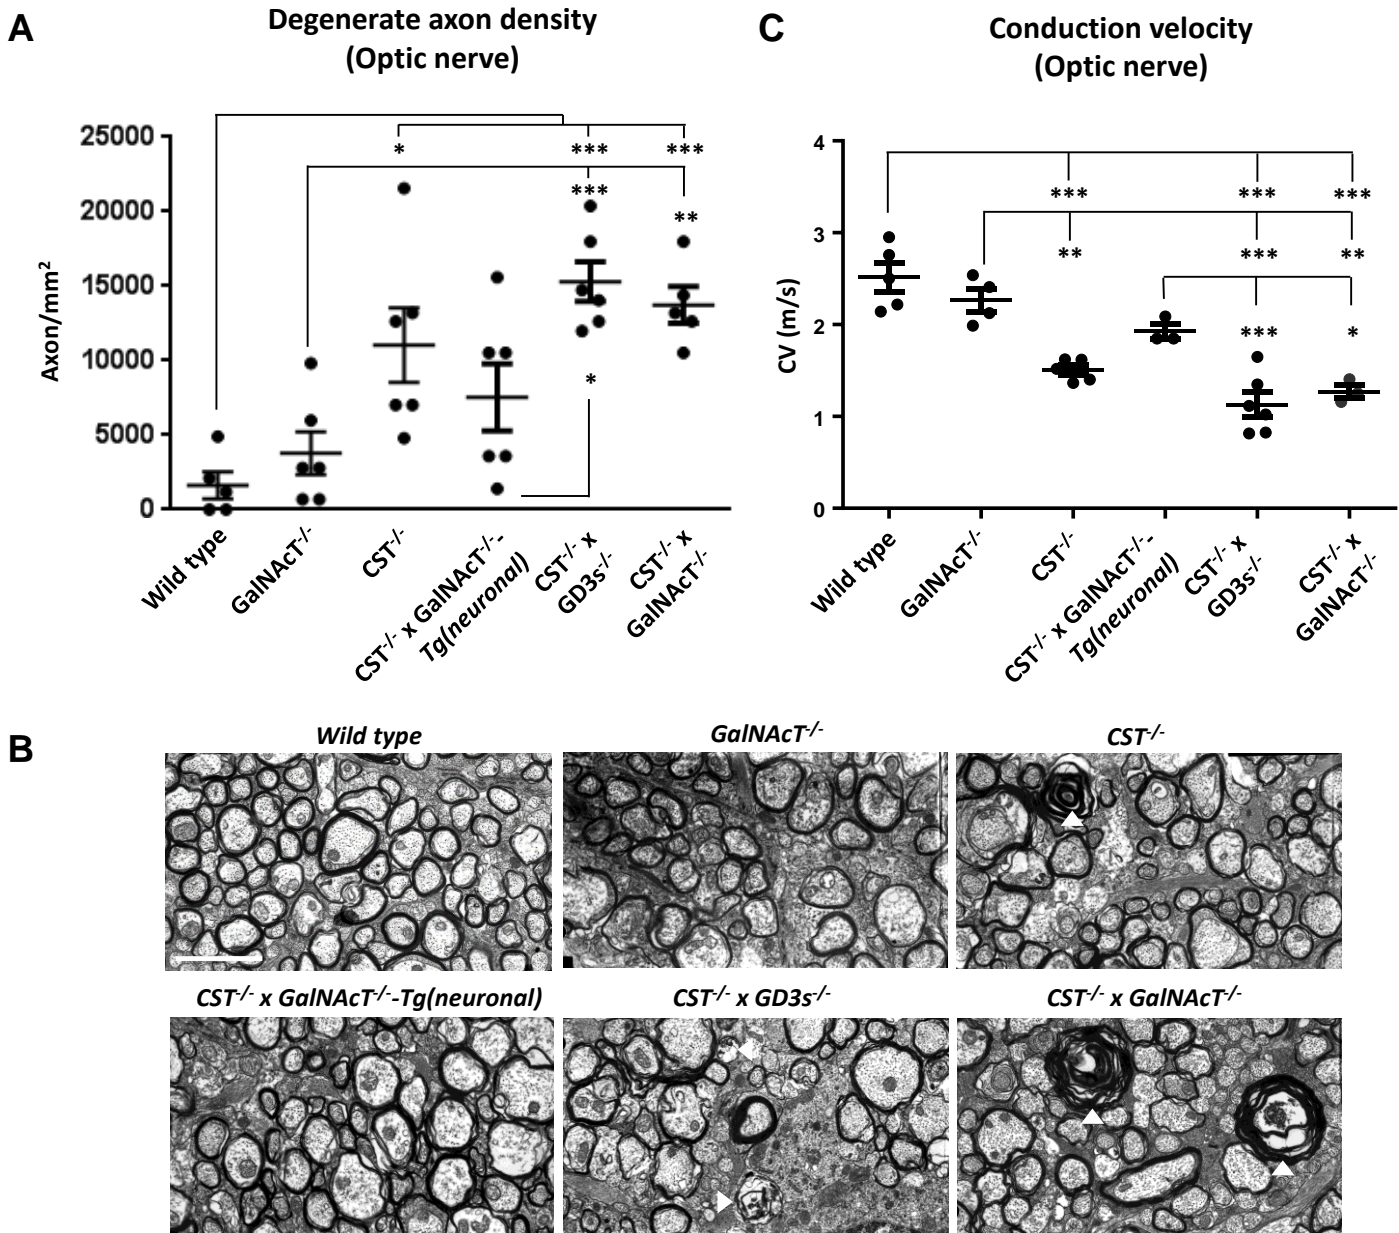 A
Degenerate axon density
(Optic nerve)
25000
20000
15000
10000
5000
0
Axon/mm²
* *** ***
***
**
*
Wild type
GalNAcT-/-
CST-/-
CST-/- x GalNAcT-/--
Tg(neuronal)
CST-/- x
GD3s-/-
CST-/- x
GalNAcT-/-
C
Conduction velocity
(Optic nerve)
4
3
2
1
0
CV (m/s)
*** *** ***
** *** **
*** *
Wild type
GalNAcT-/-
CST-/-
CST-/- x GalNAcT-/--
Tg(neuronal)
CST-/- x
GD3s-/-
CST-/- x
GalNAcT-/-
B
Wild type
GalNAcT-/-
CST-/-
CST-/- x GalNAcT-/--Tg(neuronal)
CST-/- x GD3s-/-
CST-/- x GalNAcT-/-